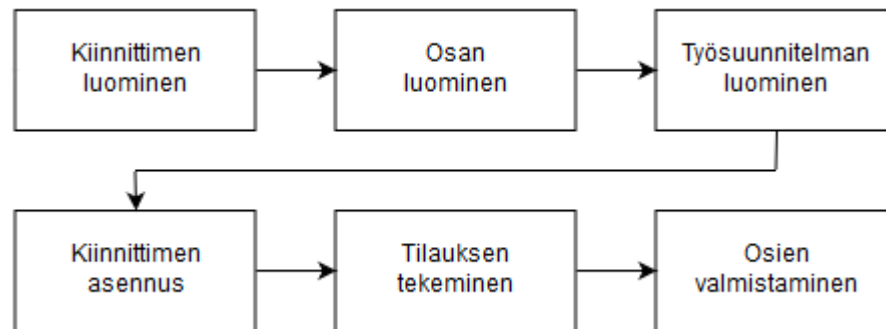 Kiinnittimen
luominen
Osan
luominen
Työsuunnitelman
luominen
Kiinnittimen
asennus
Tilauksen
tekeminen
Osien
valmistaminen